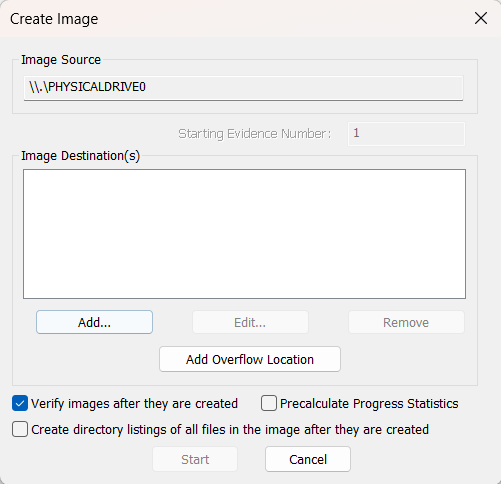 Create Image
Image Source
\\.\PHYSICALDRIVE0
Starting Evidence Number: 1
Image Destination(s)
Add... Edit... Remove
Add Overflow Location
Verify images after they are created Precalculate Progress Statistics
Create directory listings of all files in the image after they are created
Start Cancel